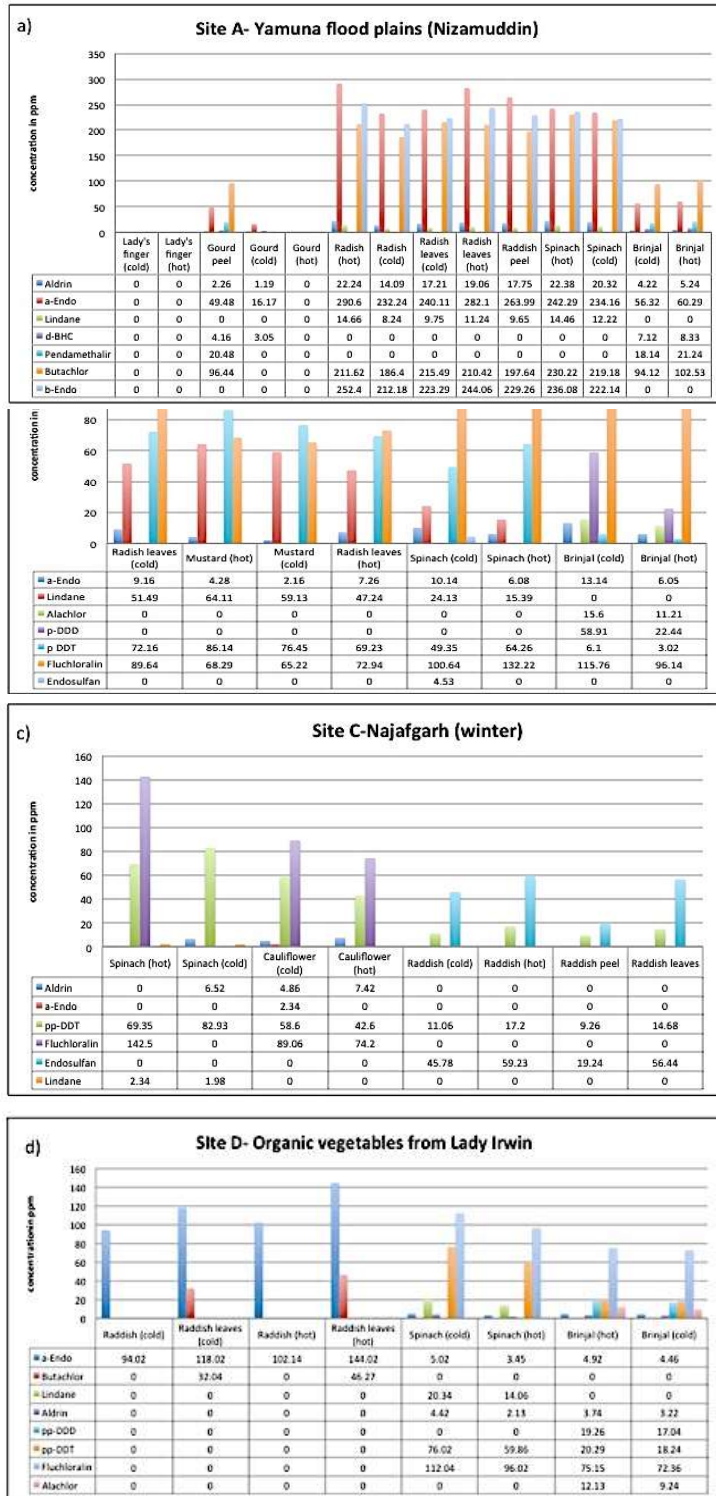 a)
Site A- Yamuna flood plains (Nizamuddin)
concentration in ppm
350
300
250
200
150
100
50
0
Lady's finger (cold) Lady's finger (hot) Gourd peel Gourd (cold) Gourd (hot) Radish (hot) Radish (cold) Radish leaves (cold) Radish leaves (hot) Raddish peel Spinach (hot) Spinach (cold) Brinjal (cold) Brinjal (hot)
Aldrin 0 0 2.26 1.19 0 22.24 14.09 17.21 19.06 17.75 22.38 20.32 4.22 5.24
a-Endo 0 0 49.48 16.17 0 290.6 232.24 240.11 282.1 263.99 242.29 234.16 56.32 60.29
Lindane 0 0 0 0 0 14.66 8.24 9.75 11.24 9.65 14.46 12.22 0 0
d-BHC 0 0 4.16 3.05 0 0 0 0 0 0 0 0 7.12 8.33
Pendamethalir 0 0 20.48 0 0 0 0 0 0 0 0 0 18.14 21.24
Butachlor 0 0 96.44 0 0 211.62 186.4 215.49 210.42 197.64 230.22 219.18 94.12 102.53
b-Endo 0 0 0 0 0 252.4 212.18 223.29 244.06 229.26 236.08 222.14 0 0
concentration in
80
60
40
20
0
Radish leaves (cold) Mustard (hot) Mustard (cold) Radish leaves (hot) Spinach (cold) Spinach (hot) Brinjal (cold) Brinjal (hot)
a-Endo 9.16 4.28 2.16 7.26 10.14 6.08 13.14 6.05
Lindane 51.49 64.11 59.13 47.24 24.13 15.39 0 0
Alachlor 0 0 0 0 0 0 15.6 11.21
p-DDD 0 0 0 0 0 0 58.91 22.44
p DDT 72.16 86.14 76.45 69.23 49.35 64.26 6.1 3.02
Fluchloralin 89.64 68.29 65.22 72.94 100.64 132.22 115.76 96.14
Endosulfan 0 0 0 0 4.53 0 0 0
c)
Site C-Najafgarh (winter)
concentration in ppm
160
140
120
100
80
60
40
20
0
Spinach (hot) Spinach (cold) Cauliflower (cold) Cauliflower (hot) Raddish (cold) Raddish (hot) Raddish peel Raddish leaves
Aldrin 0 6.52 4.86 7.42 0 0 0 0
a-Endo 0 0 2.34 0 0 0 0 0
pp-DDT 69.35 82.93 58.6 42.6 11.06 17.2 9.26 14.68
Fluchloralin 142.5 0 89.06 74.2 0 0 0 0
Endosulfan 0 0 0 0 45.78 59.23 19.24 56.44
Lindane 2.34 1.98 0 0 0 0 0 0
d)
SIte D- Organic vegetables from Lady Irwin
concentration in ppm
160
140
120
100
80
60
40
20
0
Raddish (cold) Raddish leaves (cold) Raddish (hot) Raddish leaves (hot) Spinach (cold) Spinach (hot) Brinjal (hot) Brinjal (cold)
a-Endo 94.02 118.02 102.14 144.02 5.02 3.45 4.92 4.46
Butachlor 0 32.04 0 46.27 0 0 0 0
Lindane 0 0 0 0 20.34 14.06 0 0
Aldrin 0 0 0 0 4.42 2.13 3.74 3.22
pp-DDD 0 0 0 0 0 0 19.26 17.04
pp-DDT 0 0 0 0 76.02 59.86 20.29 18.24
Fluchloralin 0 0 0 0 112.04 96.02 75.15 72.36
Alachlor 0 0 0 0 0 0 12.13 9.24